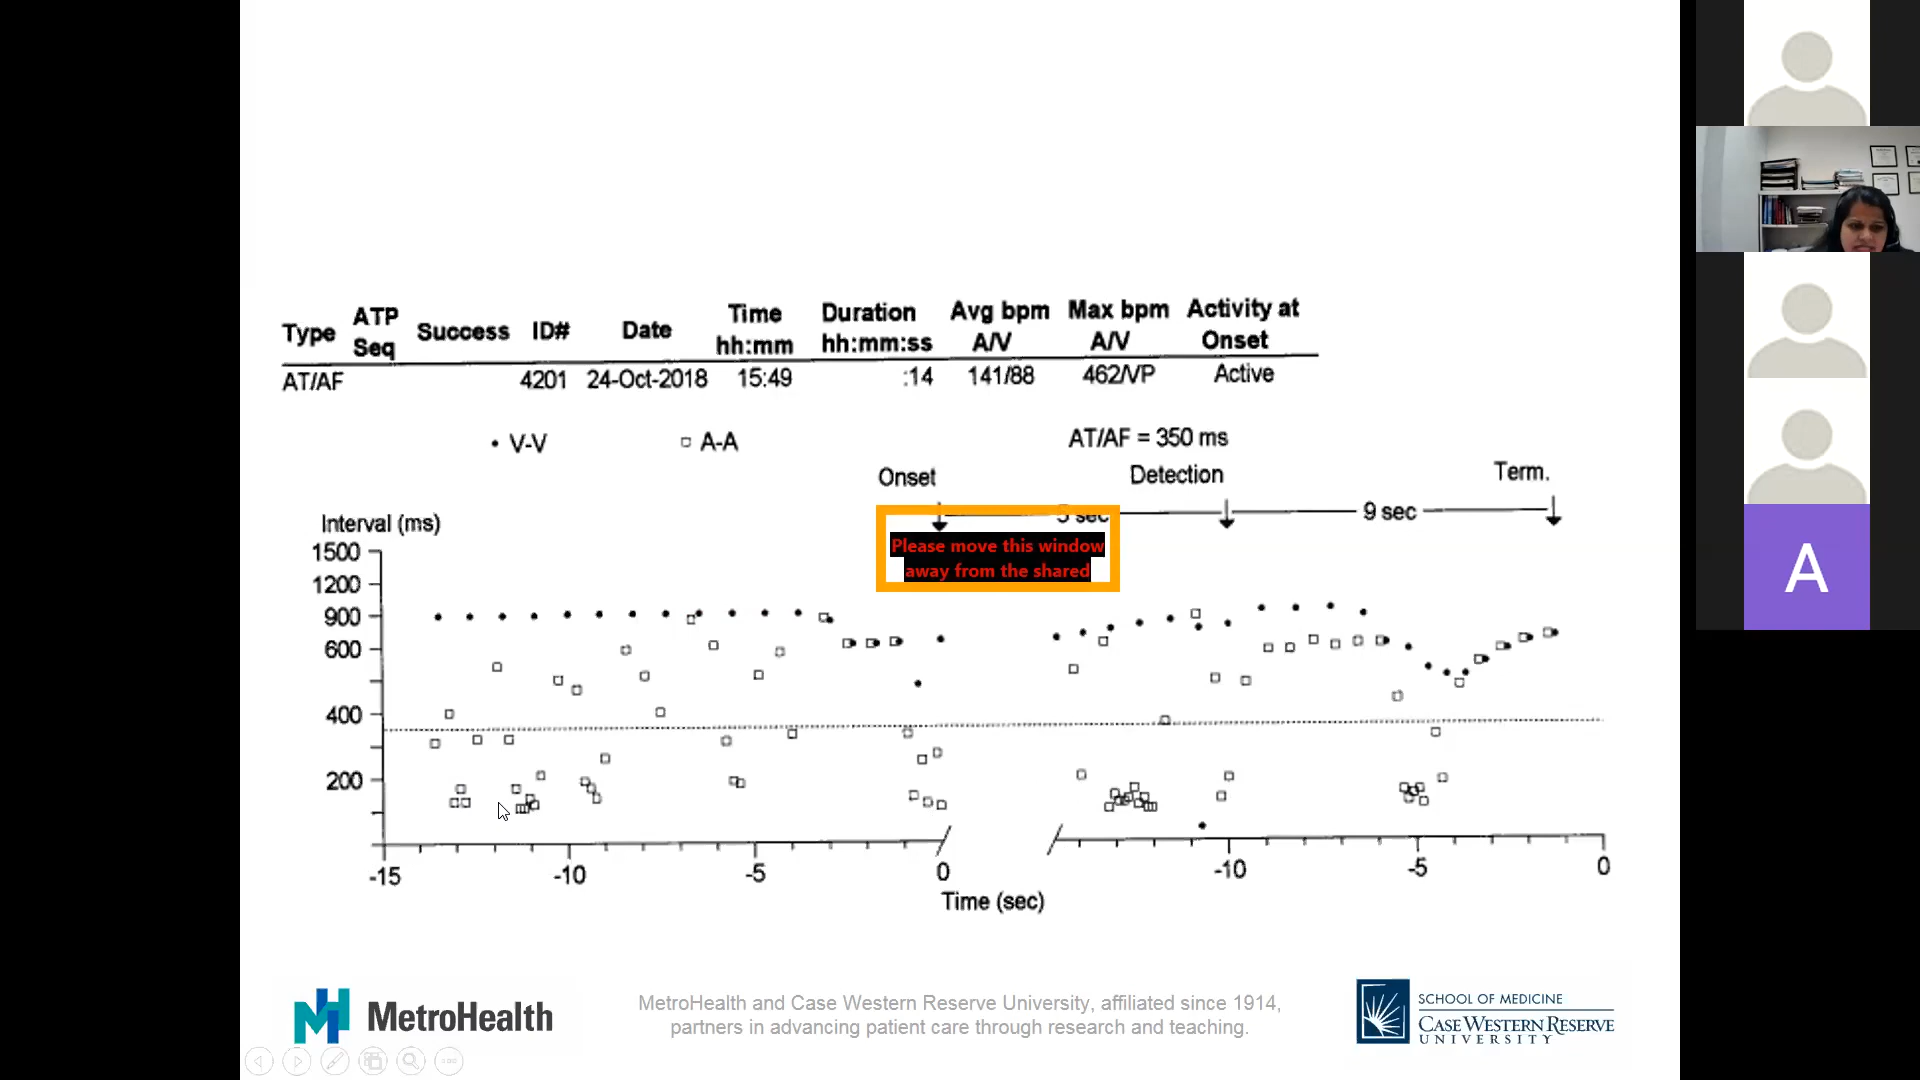 Type ATP Seq Success ID# Date Time hh:mm Duration hh:mm:ss Avg bpm A/V Max bpm A/V Activity at Onset
AT/AF 4201 24-Oct-2018 15:49 :14 141/88 462/VP Active
• V-V □ A-A AT/AF = 350 ms
Onset Detection Term.
5 sec 9 sec
Interval (ms)
Please move this window
away from the shared
1500
1200
900
600
400
200
-15 -10 -5 0 -10 -5 0
Time (sec)
MetroHealth
MetroHealth and Case Western Reserve University, affiliated since 1914,
partners in advancing patient care through research and teaching.
SCHOOL OF MEDICINE
CASE WESTERN RESERVE
UNIVERSITY
A